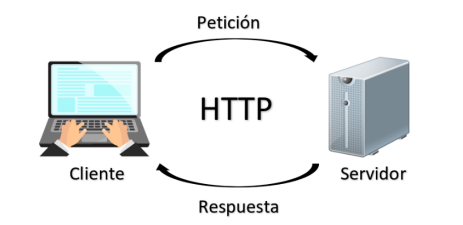 Petición
HTTP
Cliente
Servidor
Respuesta